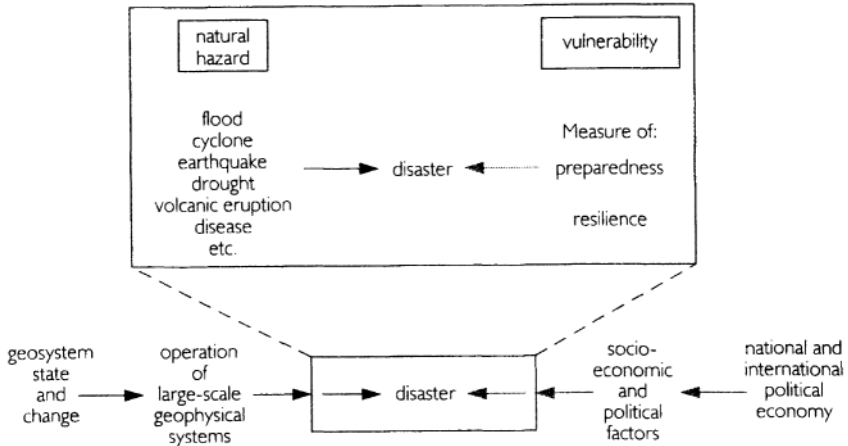 natural
hazard
vulnerability
flood
cyclone
earthquake
drought
volcanic eruption
disease
etc.
disaster
Measure of:
preparedness
resilience
geosystem
state
and
change
operation
of
large-scale
geophysical
systems
disaster
socio-
economic
and
political
factors
national and
international
political
economy